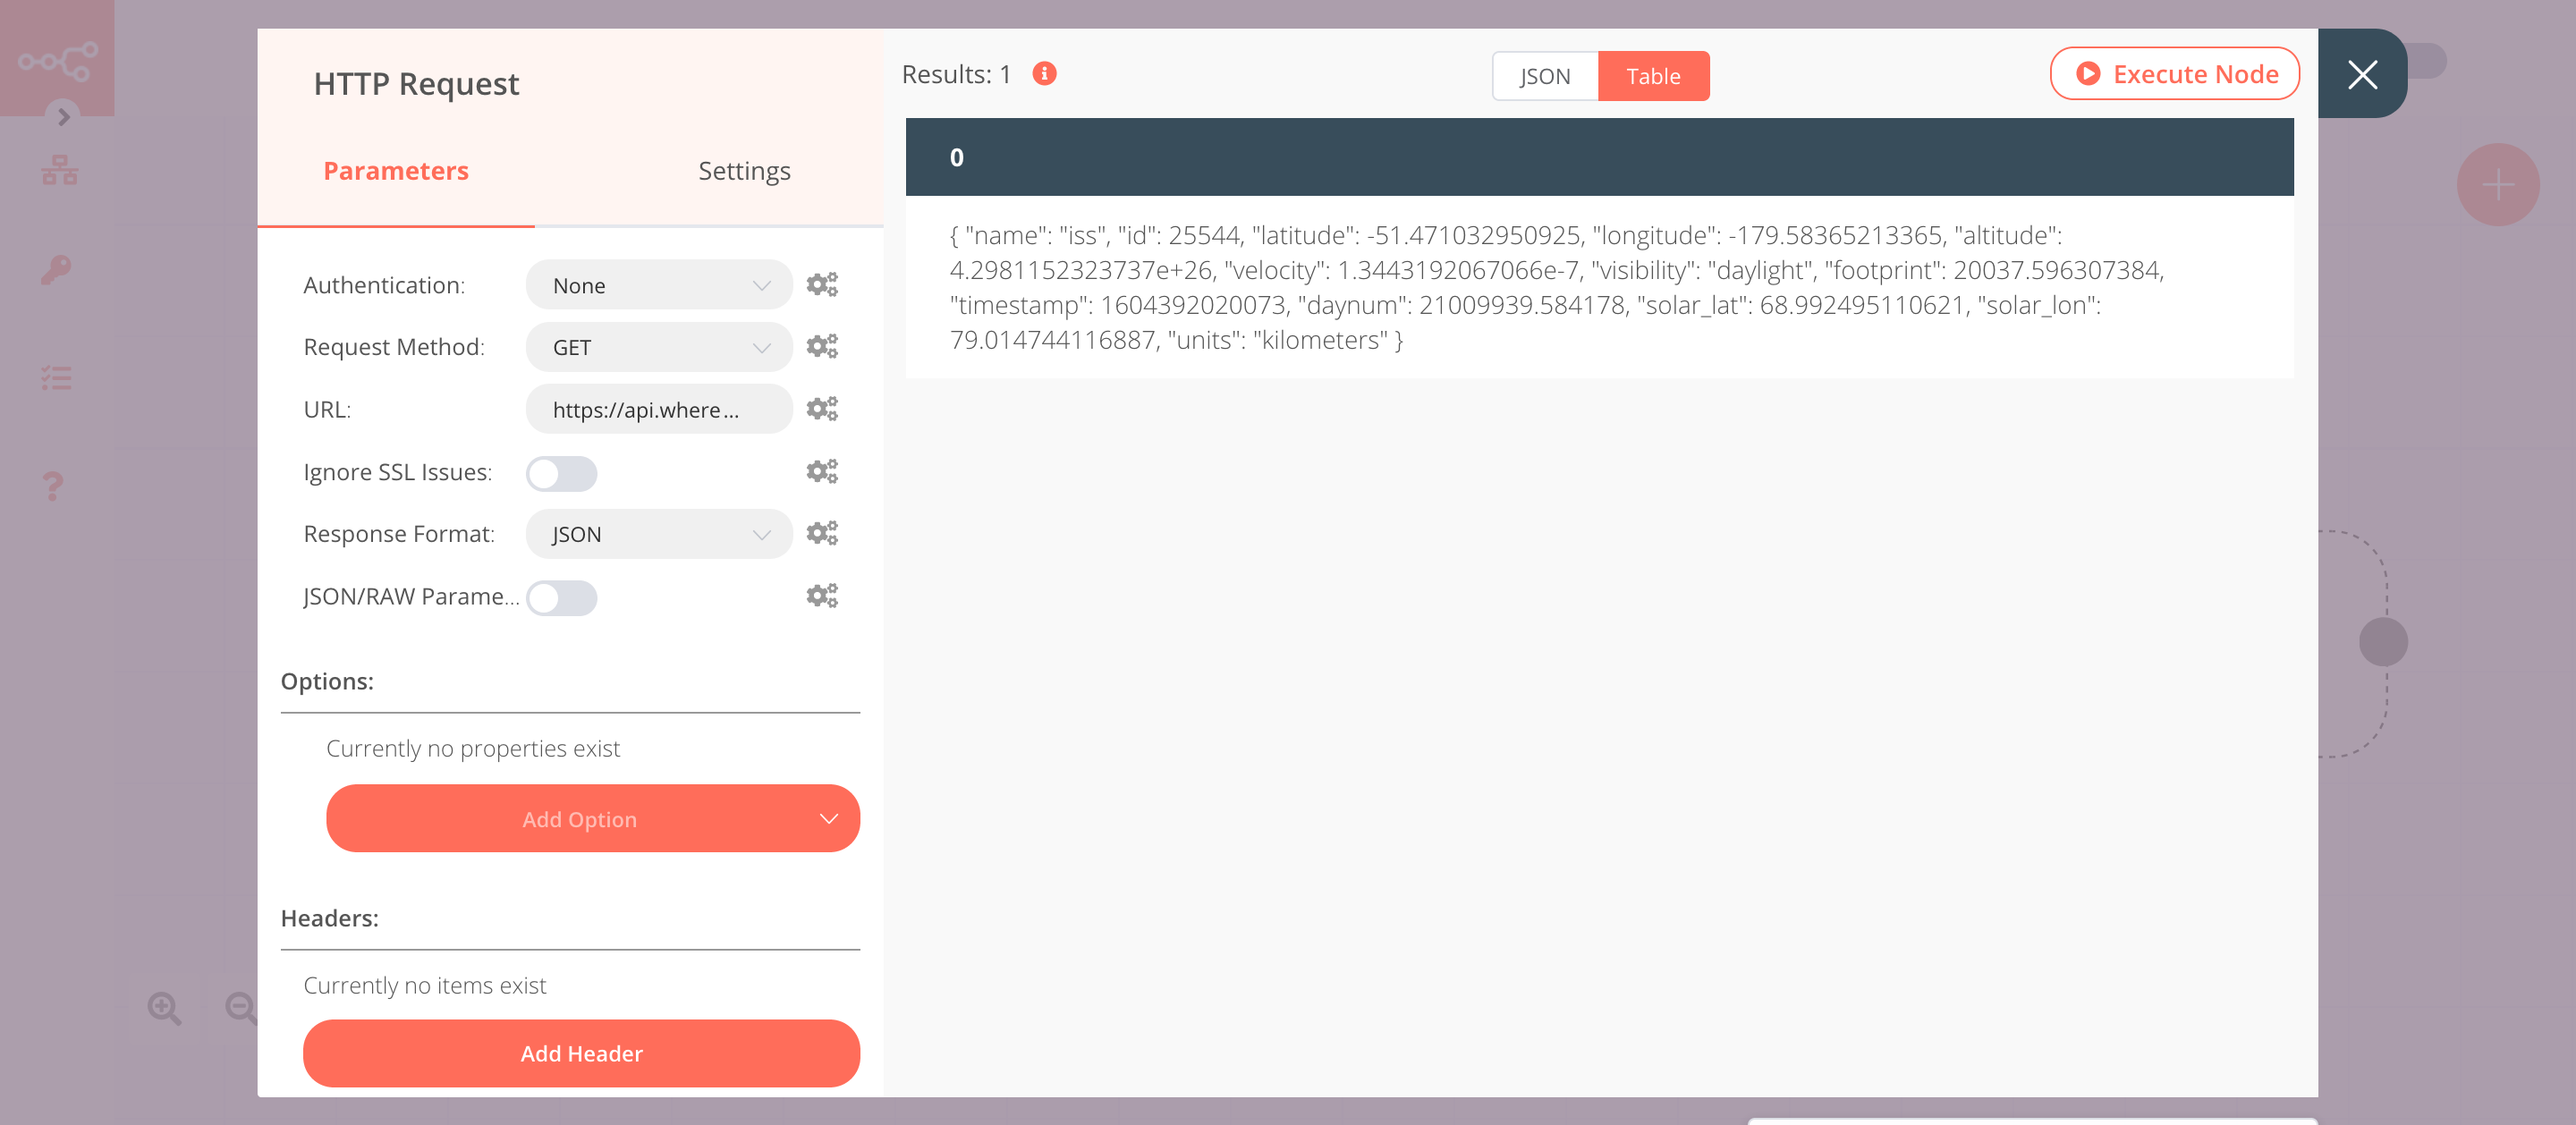 HTTP Request
Parameters
Settings
Authentication:
None
Request Method:
GET
URL:
https://api.where...
Ignore SSL Issues:
Response Format:
JSON
JSON/RAW Parame...
Options:
Currently no properties exist
Add Option
Headers:
Currently no items exist
Add Header
Results: 1
JSON
Table
Execute Node
0
{ "name": "iss", "id": 25544, "latitude": -51.471032950925, "longitude": -179.58365213365, "altitude":
4.2981152323737e+26, "velocity": 1.3443192067066e-7, "visibility": "daylight", "footprint": 20037.596307384,
"timestamp": 1604392020073, "daynum": 21009939.584178, "solar_lat": 68.992495110621, "solar_lon":
79.014744116887, "units": "kilometers" }